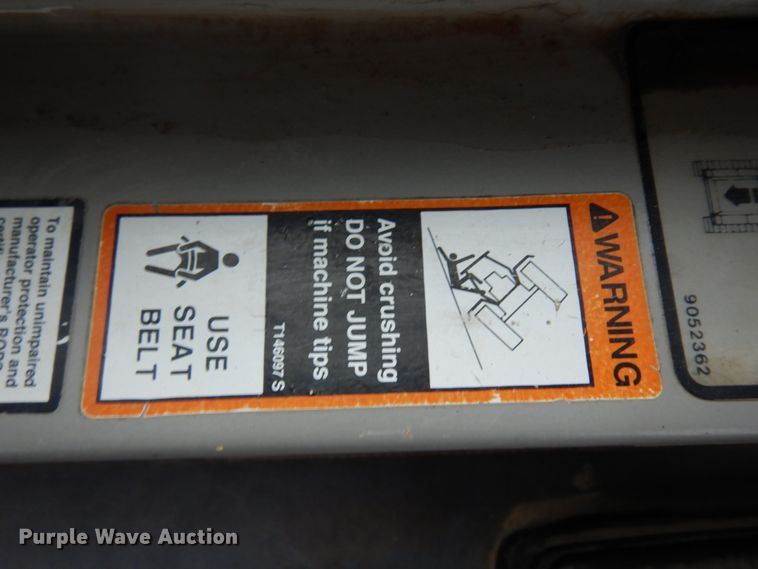 WARNING
Avoid crushing
DO NOT JUMP
if machine tips
T146097 S
USE
SEAT
BELT
To maintain unimpaired
operator protection and
manufacturer's ROPS
9052362
Purple Wave Auction